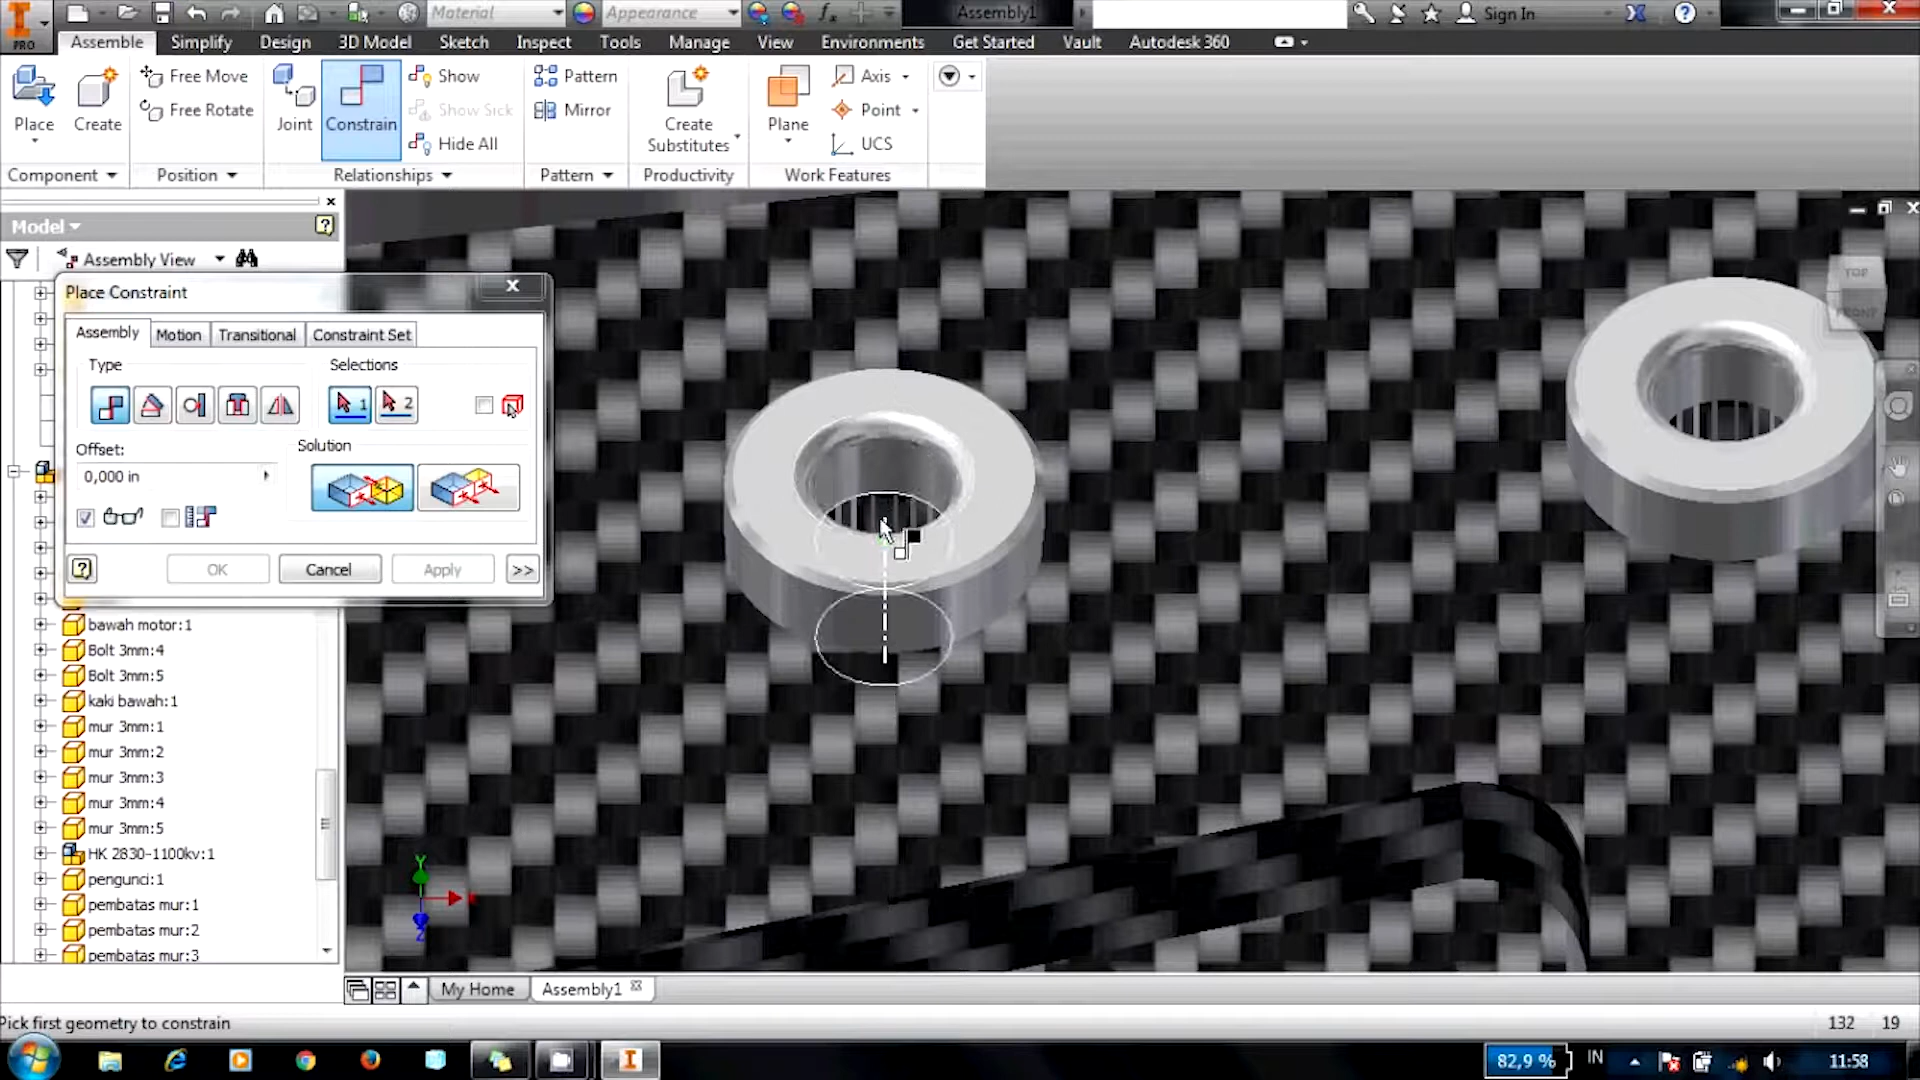 Material
Appearance
Assembly1
Sign In
PRO
Assemble
Simplify
Design
3D Model
Sketch
Inspect
Tools
Manage
View
Environments
Get Started
Vault
Autodesk 360
Place
Create
Free Move
Free Rotate
Joint
Constrain
Show
Show Sick
Hide All
Pattern
Mirror
Create
Substitutes
Plane
Axis
Point
UCS
Component
Position
Relationships
Pattern
Productivity
Work Features
Model
Assembly View
Place Constraint
Assembly
Motion
Transitional
Constraint Set
Type
Selections
1
2
Offset:
Solution
0,000 in
OK
Cancel
Apply
>>
bawah motor:1
Bolt 3mm:4
Bolt 3mm:5
kaki bawah:1
mur 3mm:1
mur 3mm:2
mur 3mm:3
mur 3mm:4
mur 3mm:5
HK 2830-1100kv:1
pengunci:1
pembatas mur:1
pembatas mur:2
pembatas mur:3
TOP
FRONT
Y
Z
My Home
Assembly1
Pick first geometry to constrain
132
19
82,9 %
IN
11:58